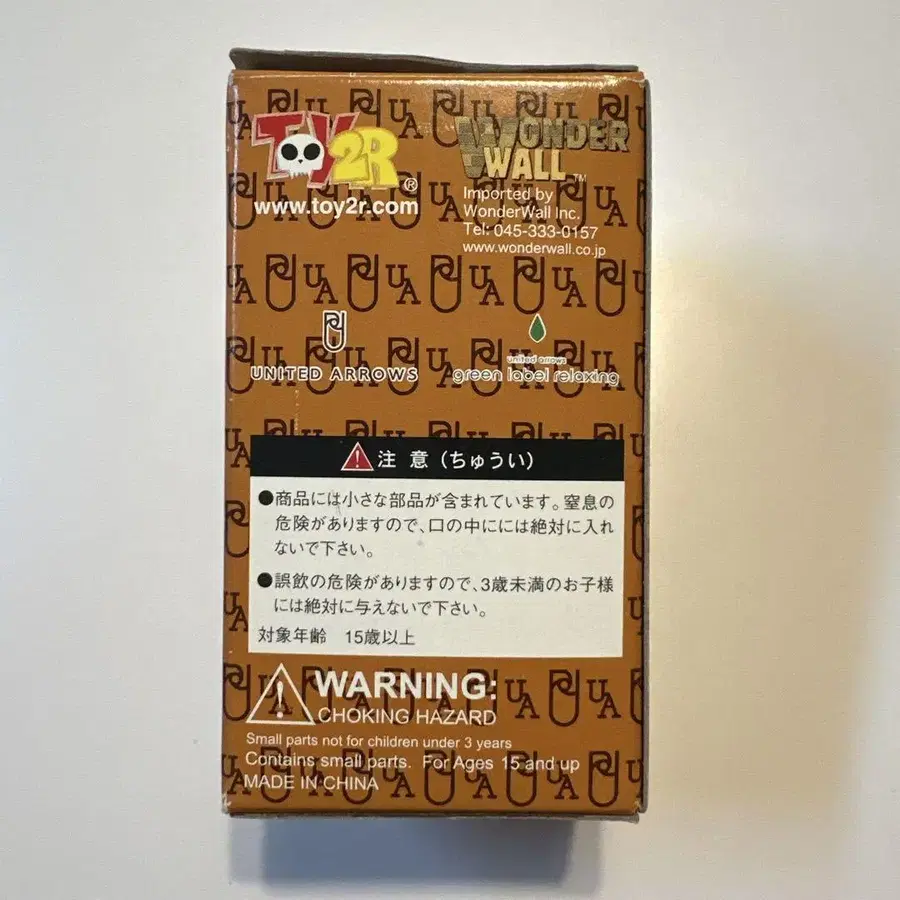 TOY2R®
www.toy2r.com
WONDER
WALL™
Imported by
WonderWall Inc.
Tel: 045-333-0157
www.wonderwall.co.jp
UNITED ARROWS
united arrows
green label relaxing
注 意 (ちゅうい)
●商品には小さな部品が含まれています。窒息の
危険がありますので、口の中にには絶対に入れ
ないで下さい。
●誤飲の危険がありますので、3歳未満のお子様
には絶対に与えないで下さい。
対象年齢 15歳以上
WARNING:
CHOKING HAZARD
Small parts not for children under 3 years
Contains small parts. For Ages 15 and up
MADE IN CHINA